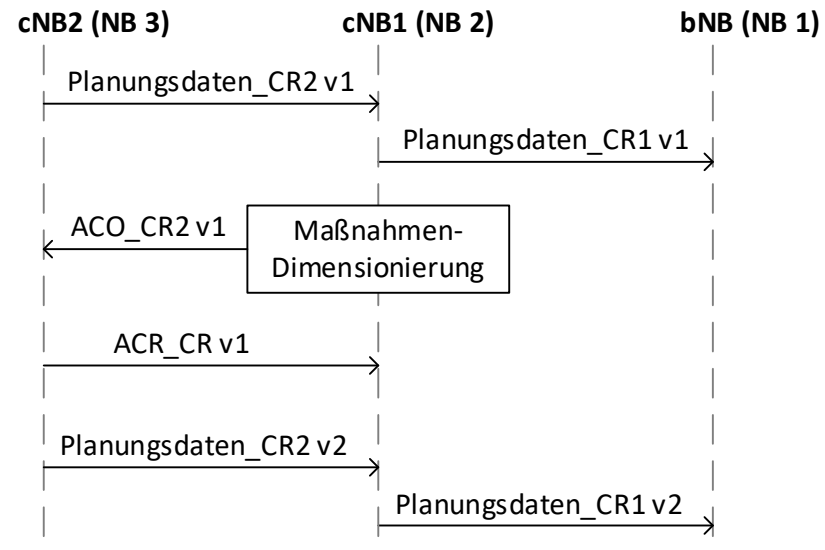 cNB2 (NB 3) cNB1 (NB 2) bNB (NB 1)
Planungsdaten_CR2 v1
Planungsdaten_CR1 v1
ACO_CR2 v1
Maßnahmen-
Dimensionierung
ACR_CR v1
Planungsdaten_CR2 v2
Planungsdaten_CR1 v2